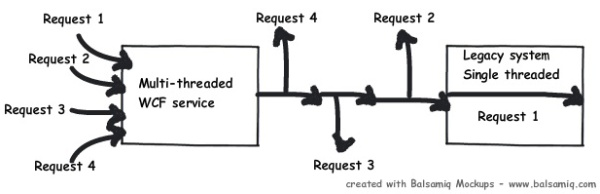 Request 1
Request 2
Request 3
Request 4
Multi-threaded
WCF service
Request 4
Request 3
Request 2
Legacy system
Single threaded
Request 1
created with Balsamiq Mockups - www.balsamiq.com